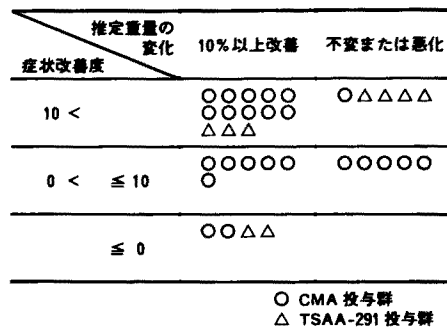 推定重量の
変化
症状改善度
10%以上改善 不変または悪化
10 <
○○○○○
○○○○○
△△△
○△△△△
0 < ≦ 10
○○○○○
○
○○○○○
≦ 0
○○△△
○ CMA 投与群
△ TSAA-291 投与群